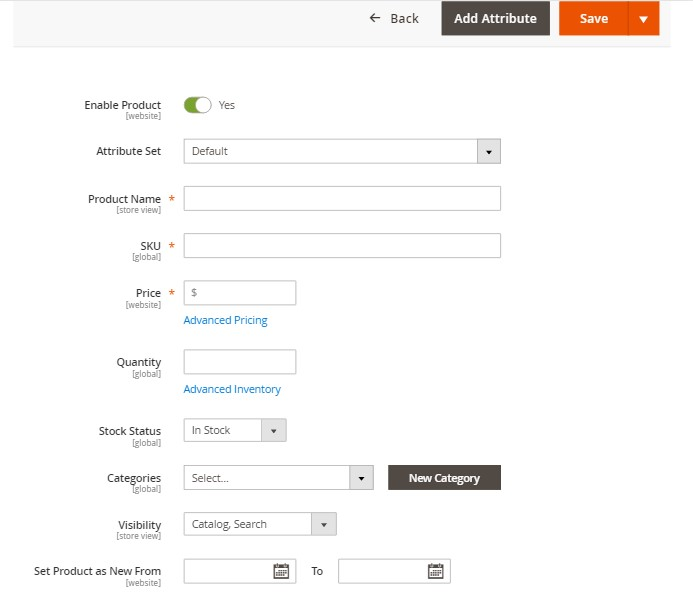 ← Back Add Attribute Save
Enable Product Yes
[website]
Attribute Set Default
Product Name *
[store view]
SKU *
[global]
Price * $
[website]
Advanced Pricing
Quantity
[global]
Advanced Inventory
Stock Status In Stock
[global]
Categories Select... New Category
[global]
Visibility Catalog, Search
[store view]
Set Product as New From To
[website]